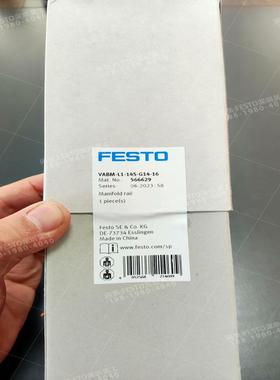 FESTO
VABM-L1-14S-G14-16
Mat. No.: 566629
Series: 06.2023: S8
Manifold rail
1 piece(s)
Festo SE & Co. KG
DE-73734 Esslingen
Made in China
www.festo.com/sp